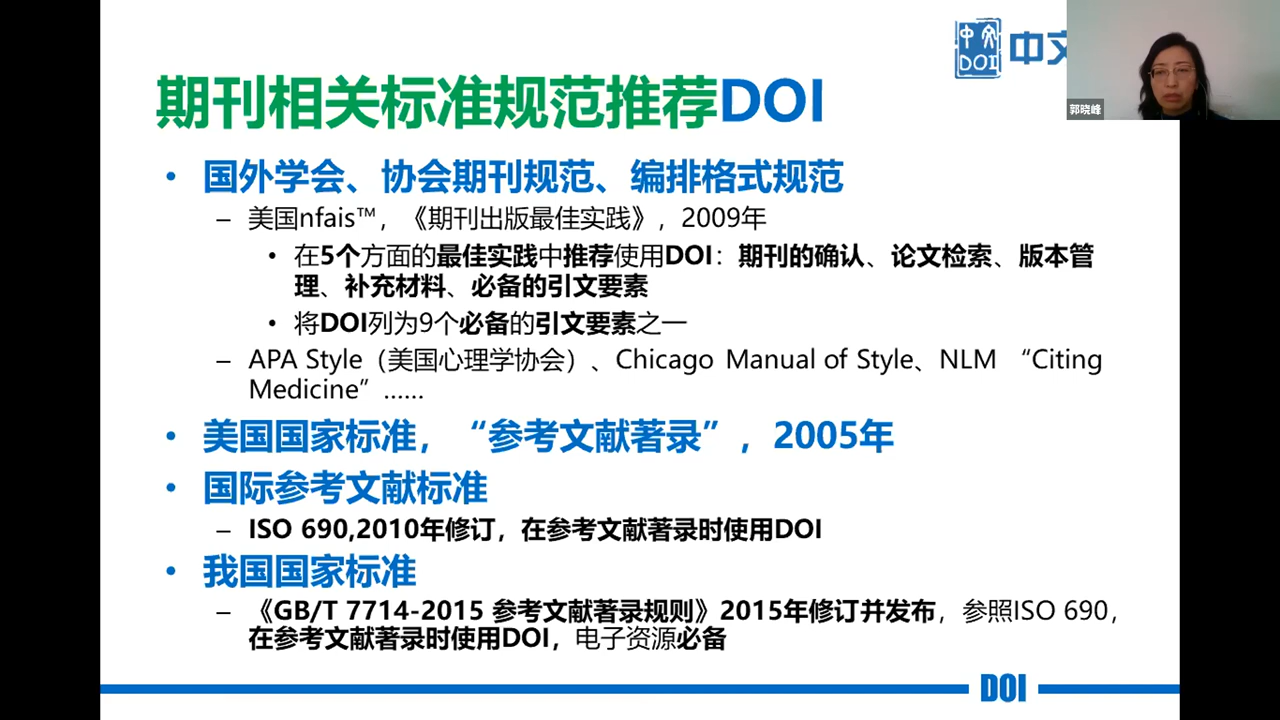 中文
DOI
中文
郭晓峰
期刊相关标准规范推荐DOI
• 国外学会、协会期刊规范、编排格式规范
– 美国nfais™，《期刊出版最佳实践》，2009年
• 在5个方面的最佳实践中推荐使用DOI：期刊的确认、论文检索、版本管
理、补充材料、必备的引文要素
• 将DOI列为9个必备的引文要素之一
– APA Style（美国心理学协会）、Chicago Manual of Style、NLM “Citing
Medicine” ……
• 美国国家标准，“参考文献著录”，2005年
• 国际参考文献标准
– ISO 690,2010年修订，在参考文献著录时使用DOI
• 我国国家标准
– 《GB/T 7714-2015 参考文献著录规则》2015年修订并发布，参照ISO 690，
在参考文献著录时使用DOI，电子资源必备
DOI